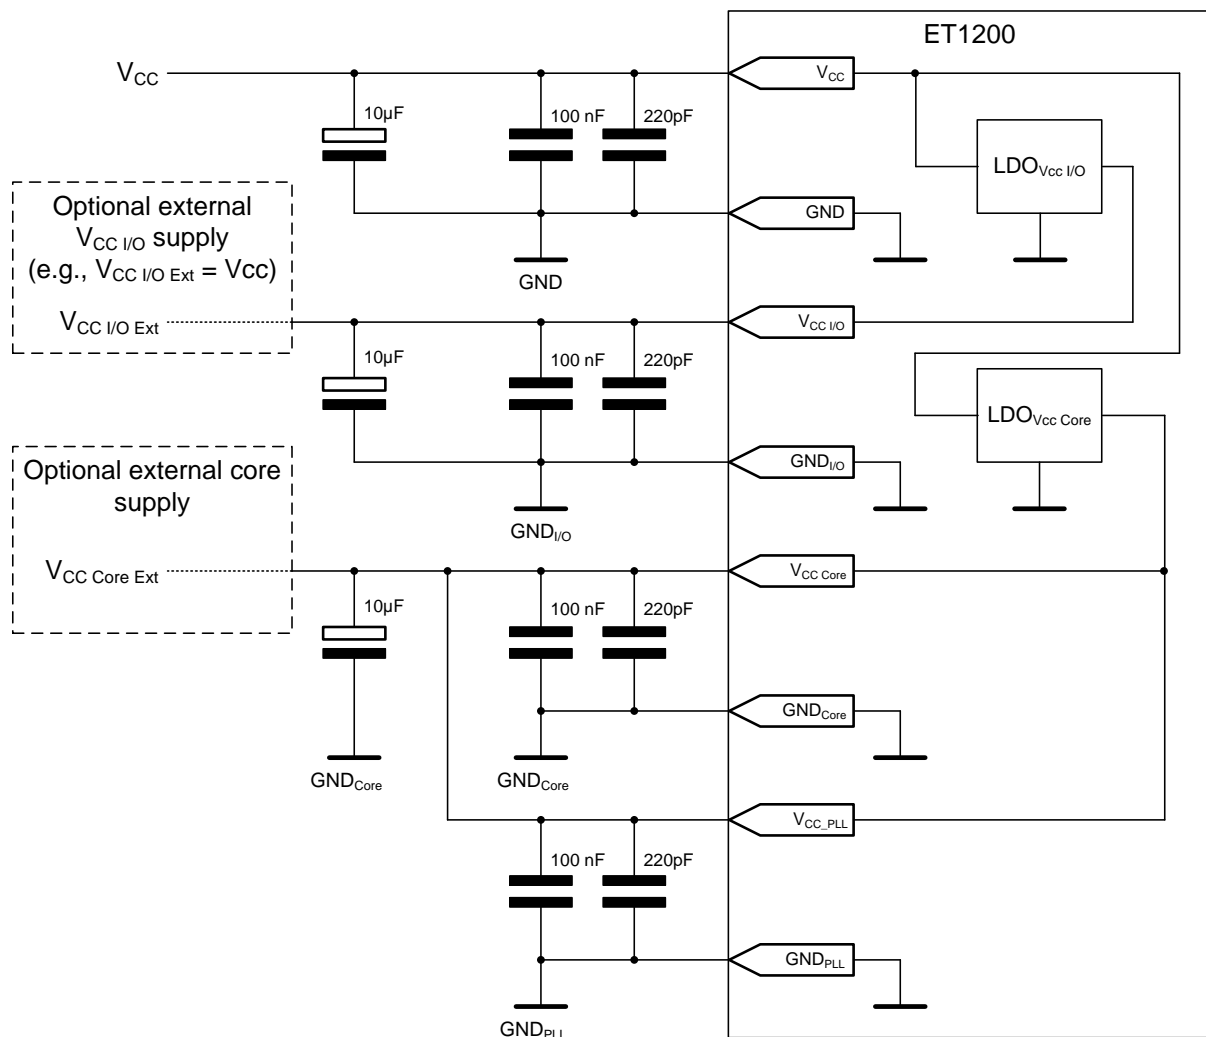 ET1200
VCC
VCC
10µF
100 nF
220pF
LDOVcc I/O
Optional external
VCC I/O supply
(e.g., VCC I/O Ext = Vcc)
GND
GND
VCC I/O Ext
VCC I/O
10µF
100 nF
220pF
LDOVcc Core
Optional external core
supply
GNDI/O
GNDI/O
VCC Core Ext
VCC Core
10µF
100 nF
220pF
GNDCore
GNDCore
GNDCore
VCC_PLL
100 nF
220pF
GNDPLL
GNDPLL